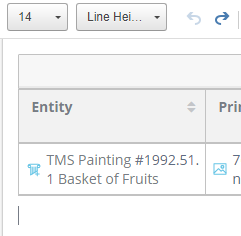 14 Line Hei...
Entity Pri
TMS Painting #1992.51. 7
1 Basket of Fruits n